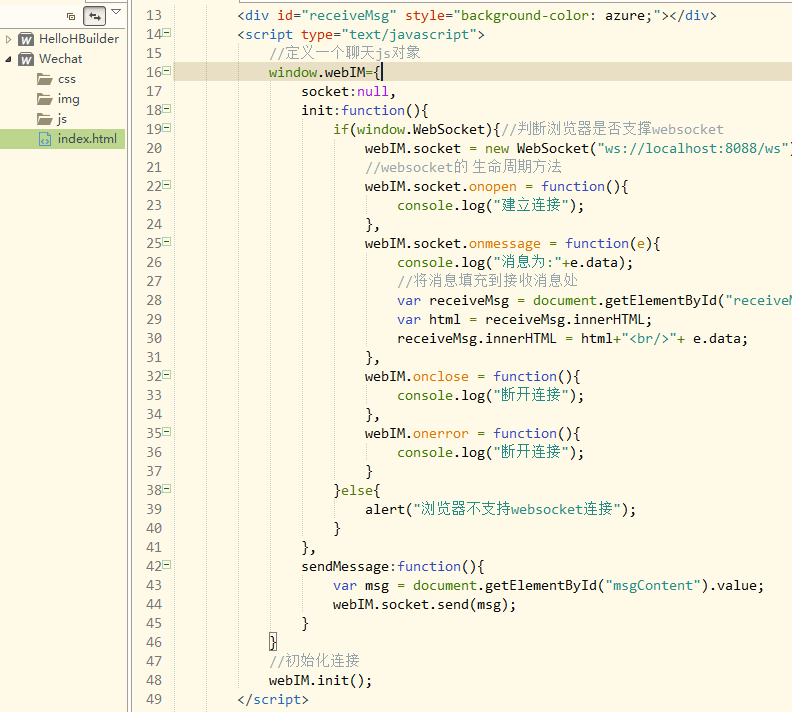 HelloHBuilder
Wechat
css
img
js
index.html
13 <div id="receiveMsg" style="background-color: azure;"></div>
14 <script type="text/javascript">
15 //定义一个聊天js对象
16 window.webIM={
17 socket:null,
18 init:function(){
19 if(window.WebSocket){//判断浏览器是否支撑websocket
20 webIM.socket = new WebSocket("ws://localhost:8088/ws")
21 //websocket的 生命周期方法
22 webIM.socket.onopen = function(){
23 console.log("建立连接");
24 },
25 webIM.socket.onmessage = function(e){
26 console.log("消息为:"+e.data);
27 //将消息填充到接收消息处
28 var receiveMsg = document.getElementById("receiveM
29 var html = receiveMsg.innerHTML;
30 receiveMsg.innerHTML = html+"<br/>"+ e.data;
31 },
32 webIM.onclose = function(){
33 console.log("断开连接");
34 },
35 webIM.onerror = function(){
36 console.log("断开连接");
37 }
38 }else{
39 alert("浏览器不支持websocket连接");
40 }
41 },
42 sendMessage:function(){
43 var msg = document.getElementById("msgContent").value;
44 webIM.socket.send(msg);
45 }
46 }
47 //初始化连接
48 webIM.init();
49 </script>